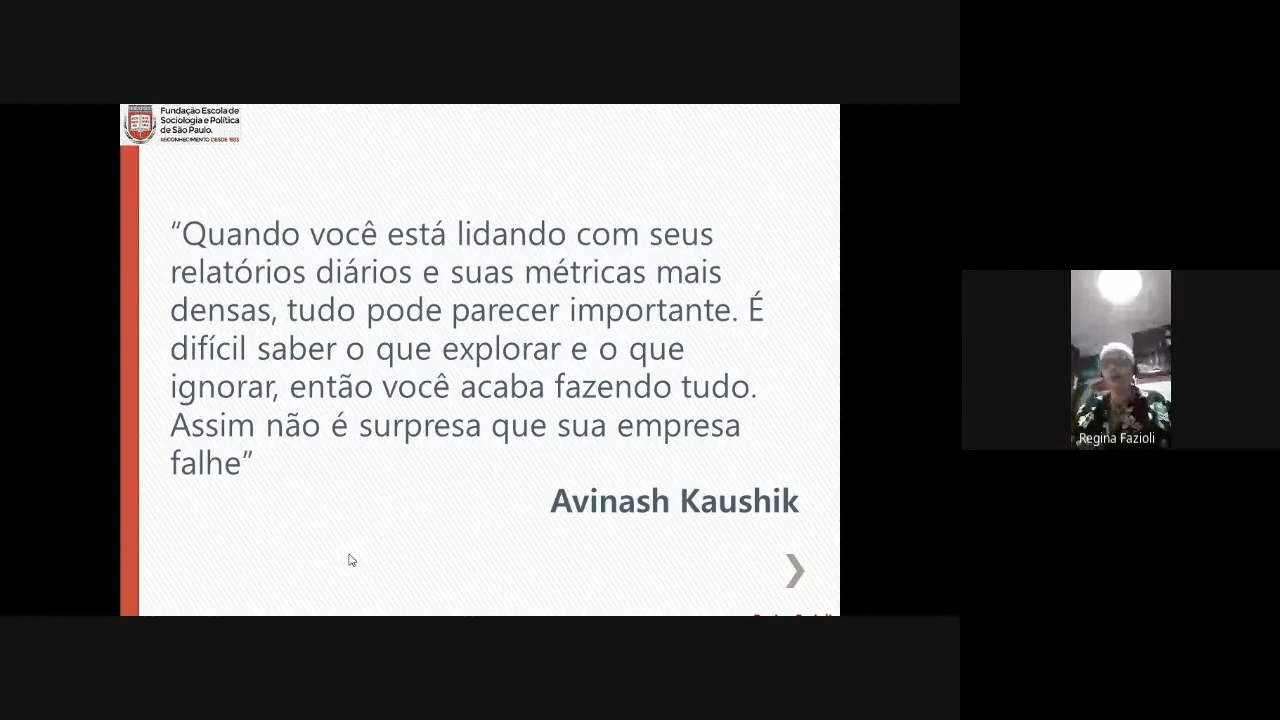 Fundação Escola de
Sociologia e Política
de São Paulo.
RECONHECIMENTO DESDE 1933
“Quando você está lidando com seus
relatórios diários e suas métricas mais
densas, tudo pode parecer importante. É
difícil saber o que explorar e o que
ignorar, então você acaba fazendo tudo.
Assim não é surpresa que sua empresa
falhe”
Avinash Kaushik
Regina Fazioli